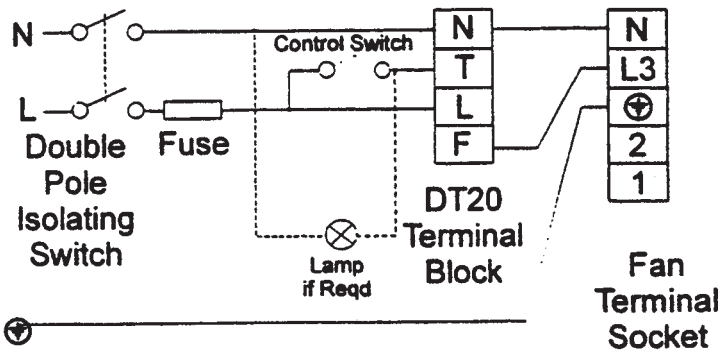 N
Control Switch
N
T
L
F
N
L3
2
1
L
Double
Pole
Isolating
Switch
Fuse
DT20
Terminal
Block
Lamp
if Reqd
Fan
Terminal
Socket